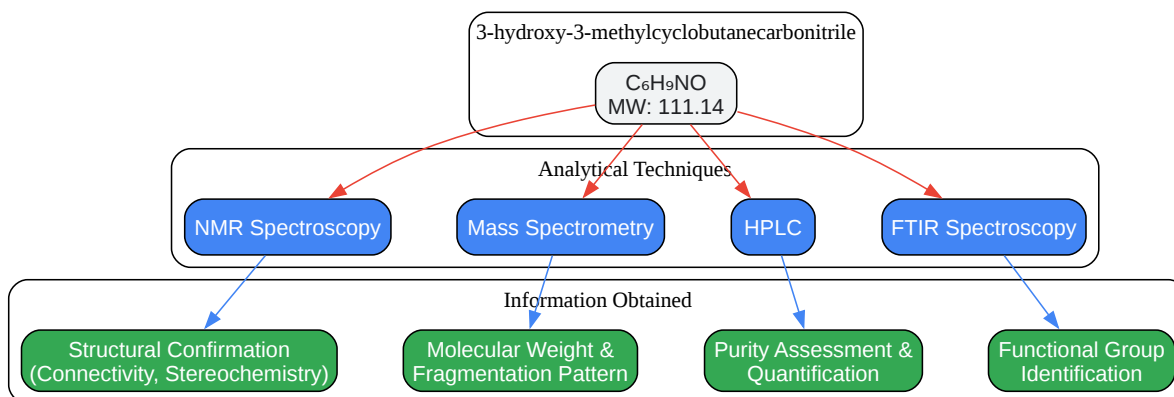 3-hydroxy-3-methylcyclobutanecarbonitrile
C₆H₉NO
MW: 111.14
Analytical Techniques
NMR Spectroscopy
Mass Spectrometry
HPLC
FTIR Spectroscopy
Information Obtained
Structural Confirmation
(Connectivity, Stereochemistry)
Molecular Weight &
Fragmentation Pattern
Purity Assessment &
Quantification
Functional Group
Identification